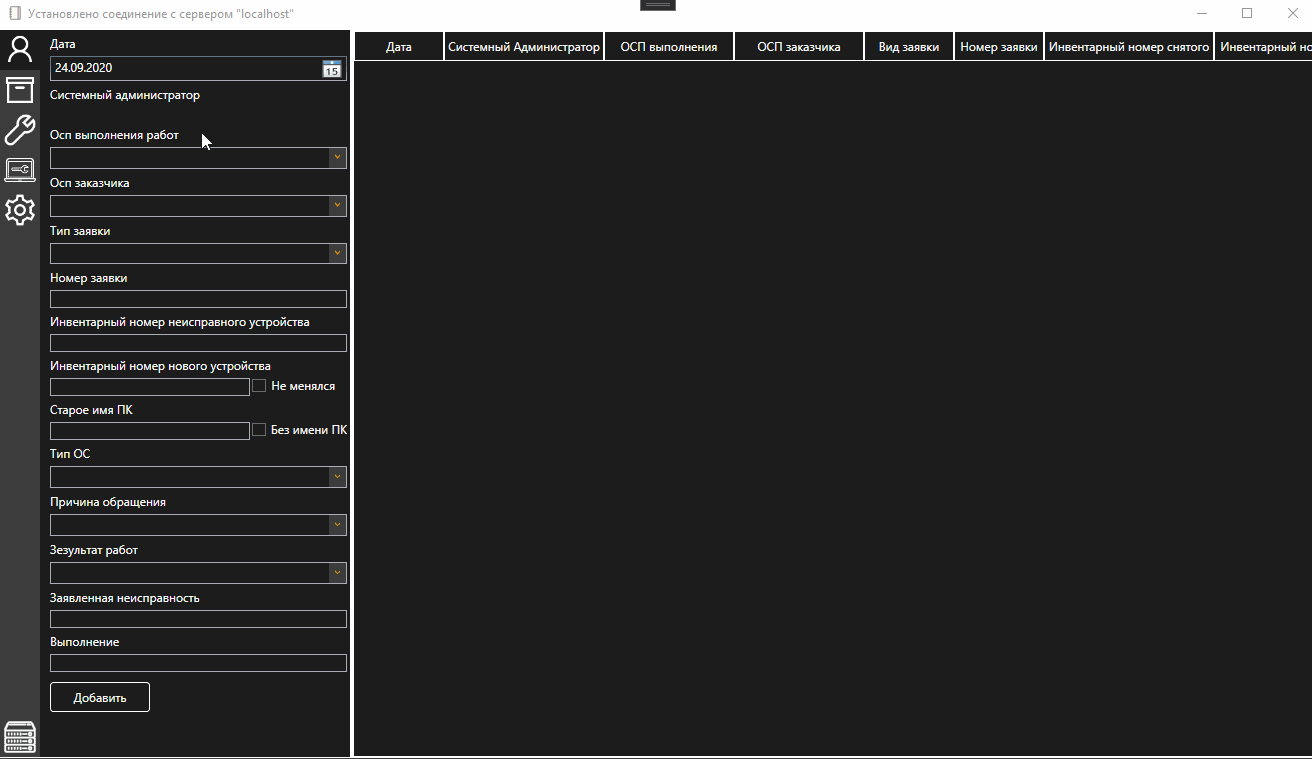 Установлено соединение с сервером "localhost"
Дата
24.09.2020
15
Системный администратор
Осп выполнения работ
Осп заказчика
Тип заявки
Номер заявки
Инвентарный номер неисправного устройства
Инвентарный номер нового устройства
Не менялся
Старое имя ПК
Без имени ПК
Тип ОС
Причина обращения
Зезультат работ
Заявленная неисправность
Выполнение
Добавить
Дата Системный Администратор ОСП выполнения ОСП заказчика Вид заявки Номер заявки Инвентарный номер снятого Инвентарный но